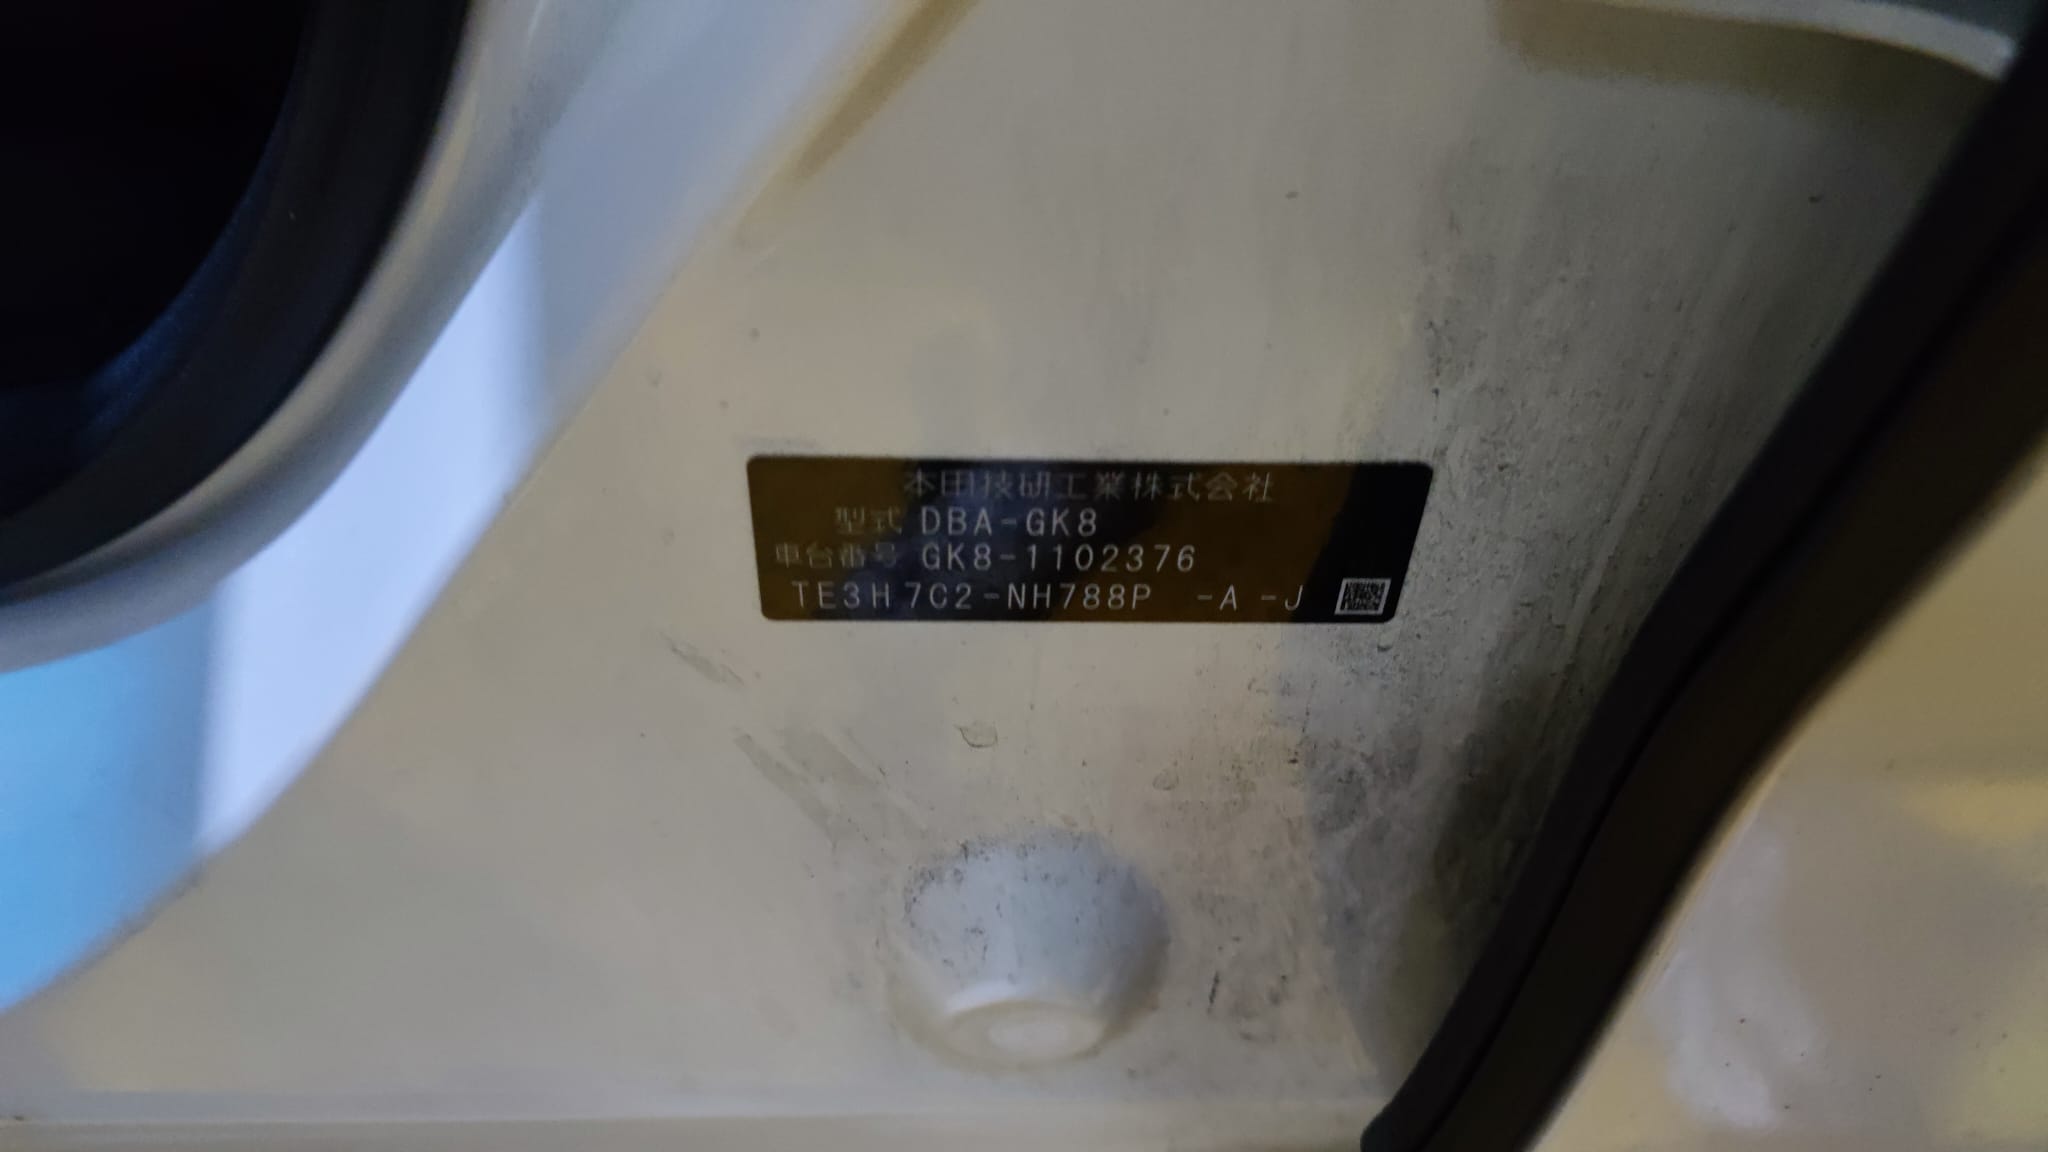 本田技研工業株式会社
型式 DBA-GK8
車台番号 GK8-1102376
TE3H7C2-NH788P -A -J